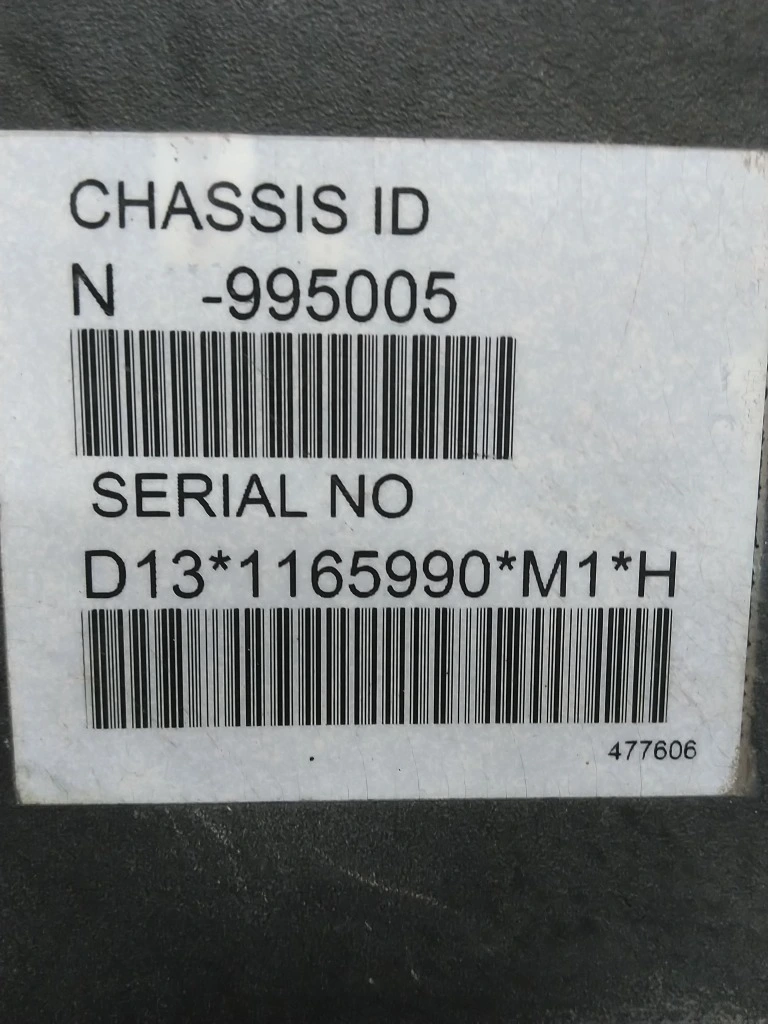 CHASSIS ID
N -995005
SERIAL NO
D13*1165990*M1*H
477606